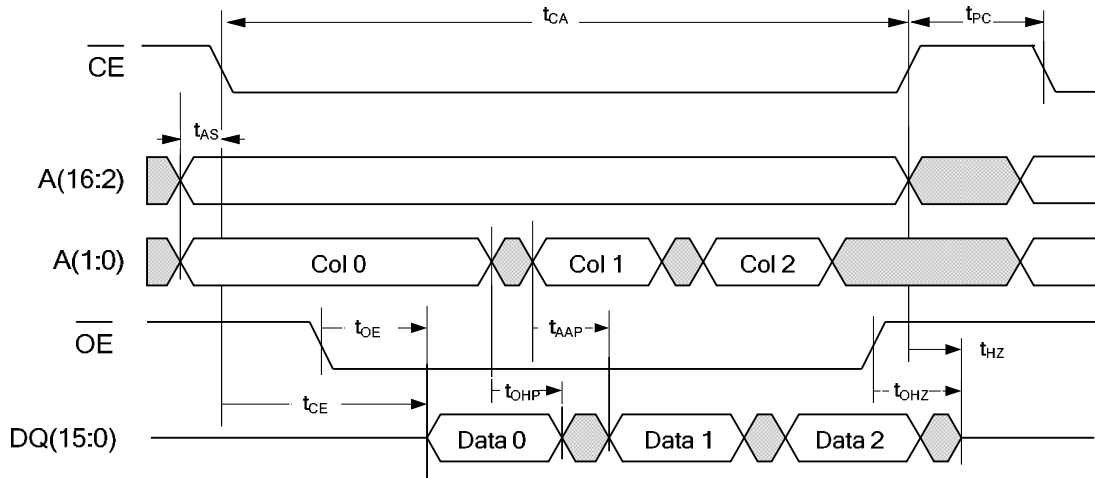 tCA
tPC
CE
tAS
A(16:2)
A(1:0)
Col 0
Col 1
Col 2
OE
tOE
tAAP
tHZ
tCE
tOHP
tOHZ
DQ(15:0)
Data 0
Data 1
Data 2